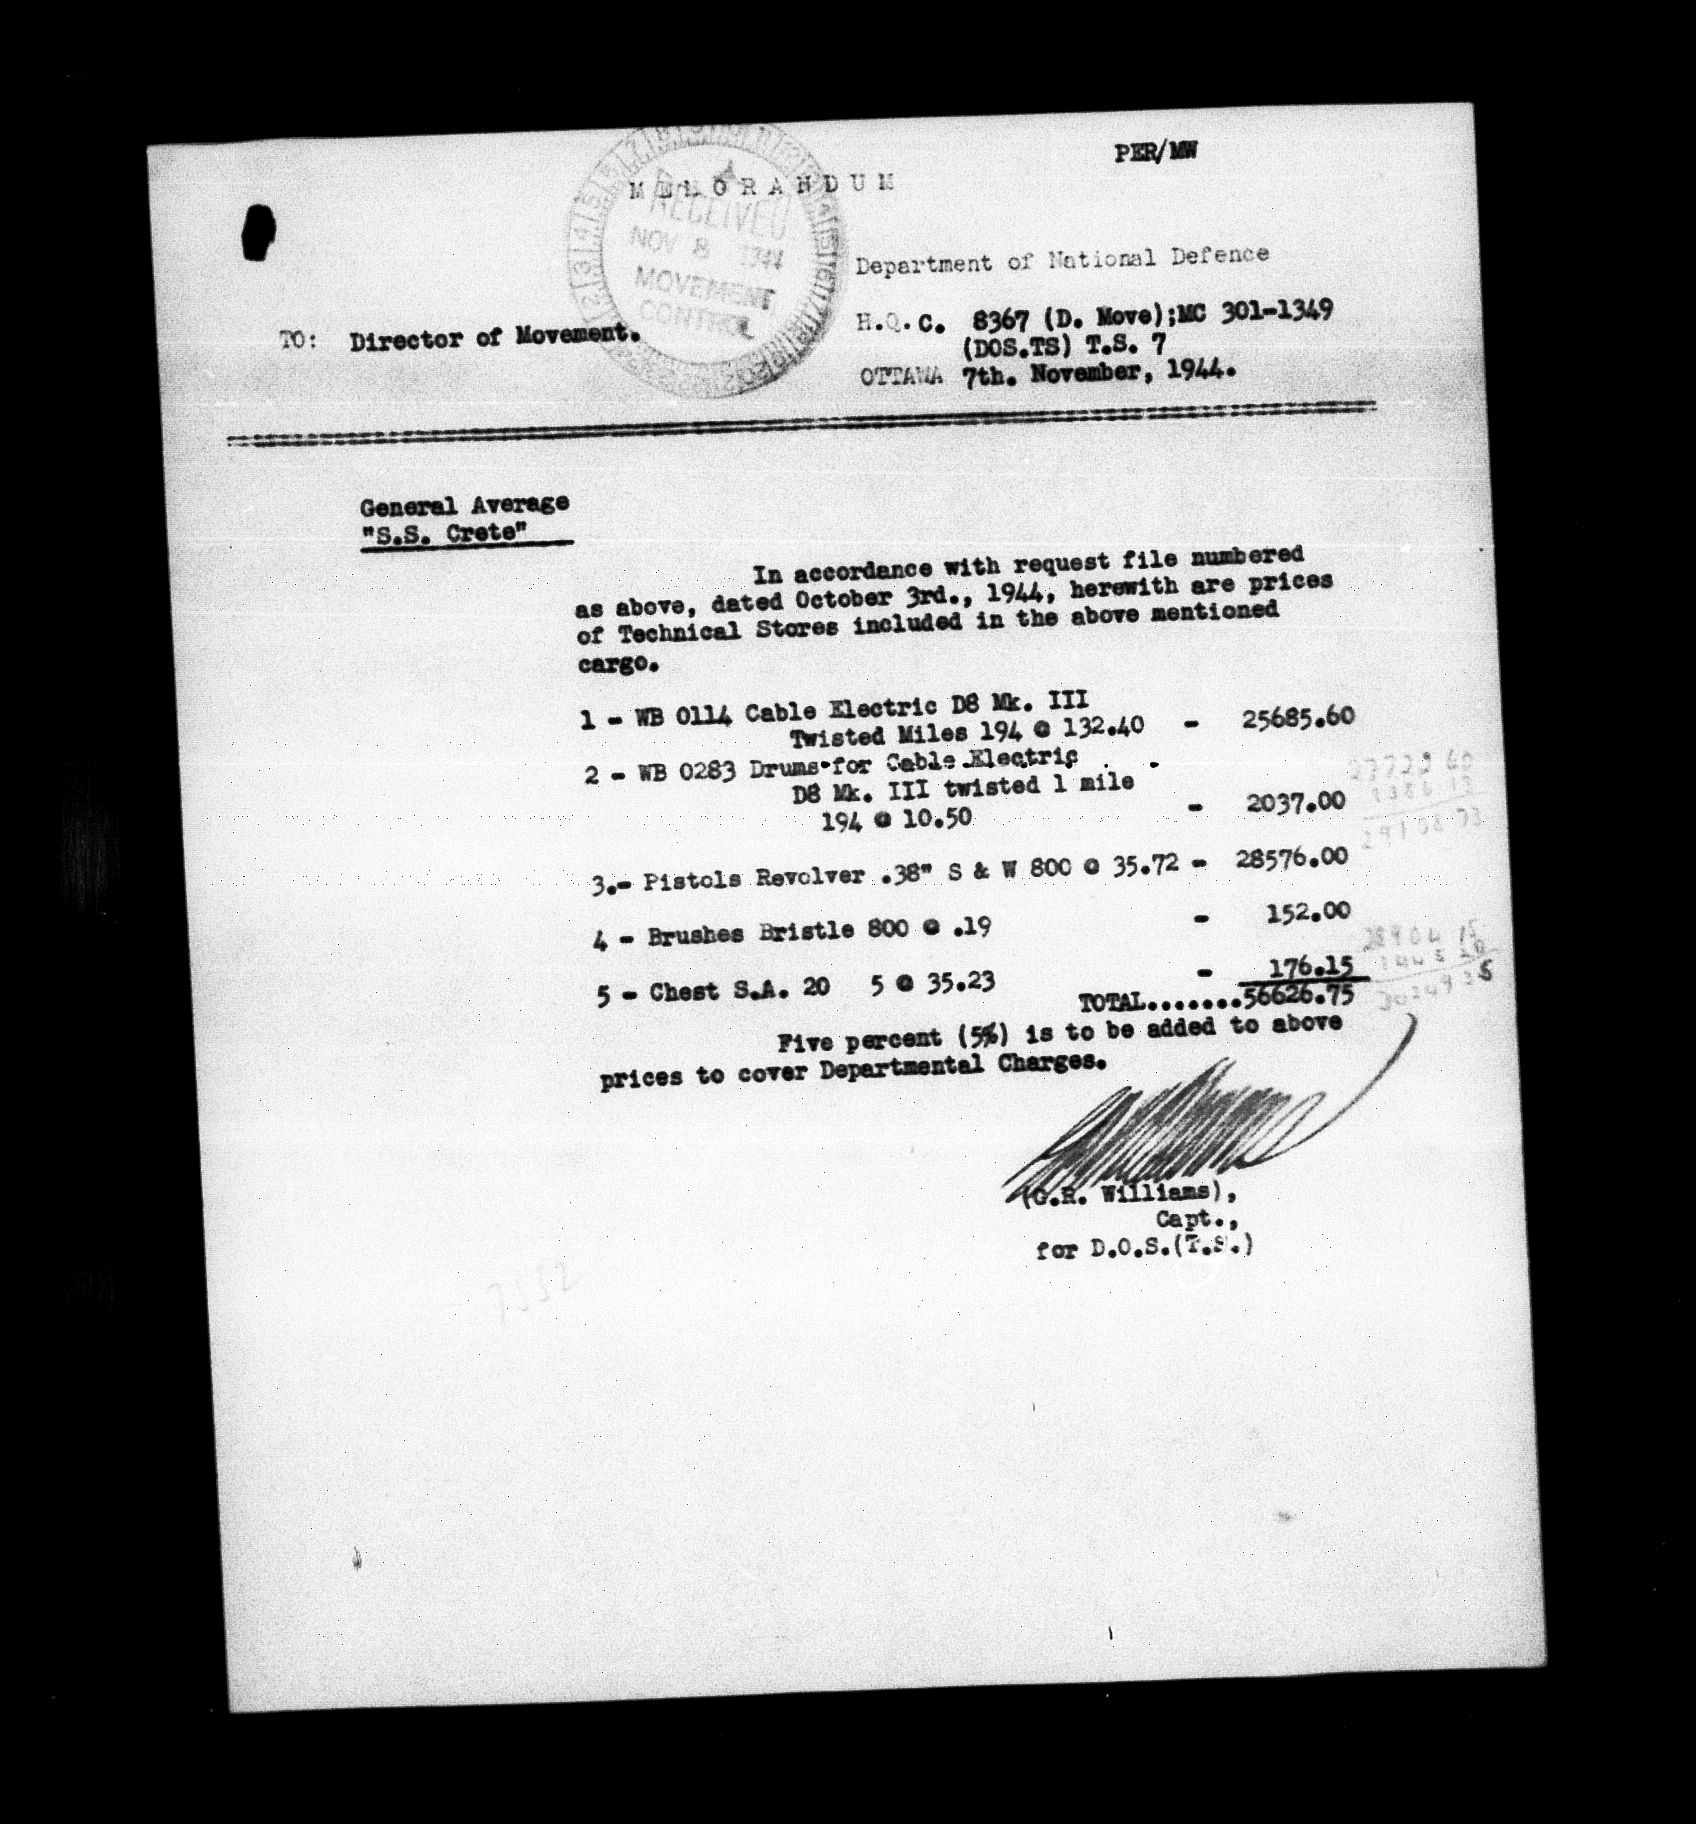 PER/MW
MEMORANDUM
RECEIVED
NOV 8 1944
MOVEMENT
CONTROL
Department of National Defence
H.Q.C. 8367 (D. Move);MC 301-1349
(DOS.TS) T.S. 7
TO: Director of Movement.
OTTAWA 7th. November, 1944.
General Average
"S.S. Crete"
In accordance with request file numbered
as above, dated October 3rd., 1944, herewith are prices
of Technical Stores included in the above mentioned
cargo.
1 - WB 0114 Cable Electric D8 Mk. III
Twisted Miles 194 @ 132.40 - 25685.60
2 - WB 0283 Drums for Cable Electric
D8 Mk. III twisted 1 mile
194 @ 10.50 - 2037.00
3.- Pistols Revolver .38" S & W 800 @ 35.72 - 28576.00
4 - Brushes Bristle 800 @ .19 - 152.00
5 - Chest S.A. 20 5 @ 35.23 - 176.15
TOTAL.......56626.75
Five percent (5%) is to be added to above
prices to cover Departmental Charges.
(G.R. Williams),
Capt.,
for D.O.S.(T.S.)